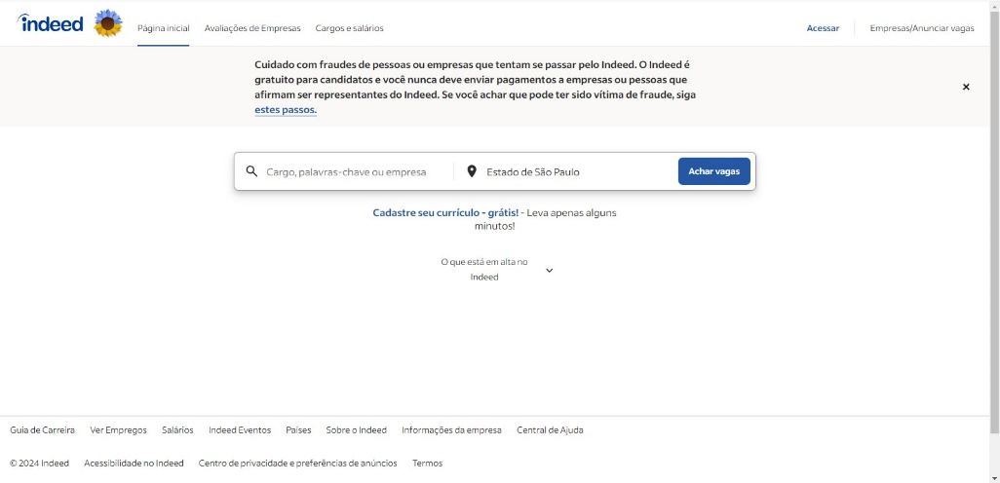 indeed
Página inicial
Avaliações de Empresas
Cargos e salários
Acessar
Empresas/Anunciar vagas
Cuidado com fraudes de pessoas ou empresas que tentam se passar pelo Indeed. O Indeed é
gratuito para candidatos e você nunca deve enviar pagamentos a empresas ou pessoas que
afirmam ser representantes do Indeed. Se você achar que pode ter sido vítima de fraude, siga
estes passos.
Cargo, palavras-chave ou empresa
Estado de São Paulo
Achar vagas
Cadastre seu currículo - grátis! - Leva apenas alguns
minutos!
O que está em alta no
Indeed
Guia de Carreira
Ver Empregos
Salários
Indeed Eventos
Países
Sobre o Indeed
Informações da empresa
Central de Ajuda
© 2024 Indeed
Acessibilidade no Indeed
Centro de privacidade e preferências de anúncios
Termos